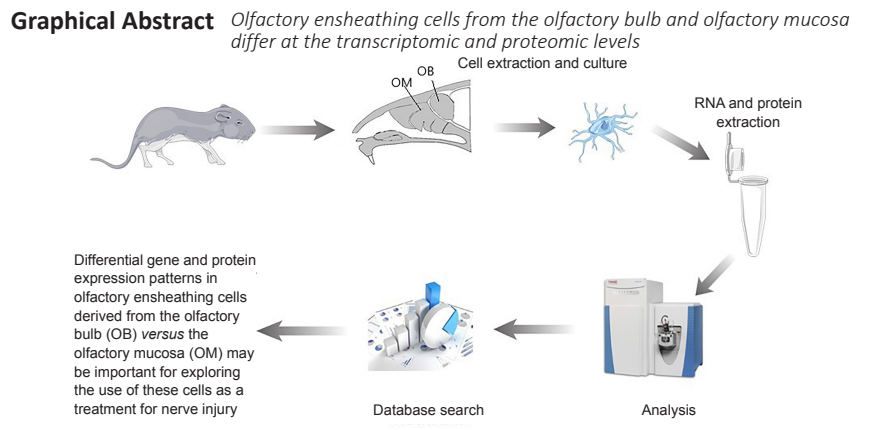 Graphical Abstract
Olfactory ensheathing cells from the olfactory bulb and olfactory mucosa
differ at the transcriptomic and proteomic levels
Cell extraction and culture
OB
OM
RNA and protein
extraction
Differential gene and protein
expression patterns in
olfactory ensheathing cells
derived from the olfactory
bulb (OB) versus the
olfactory mucosa (OM) may
be important for exploring
the use of these cells as a
treatment for nerve injury
Database search
Analysis